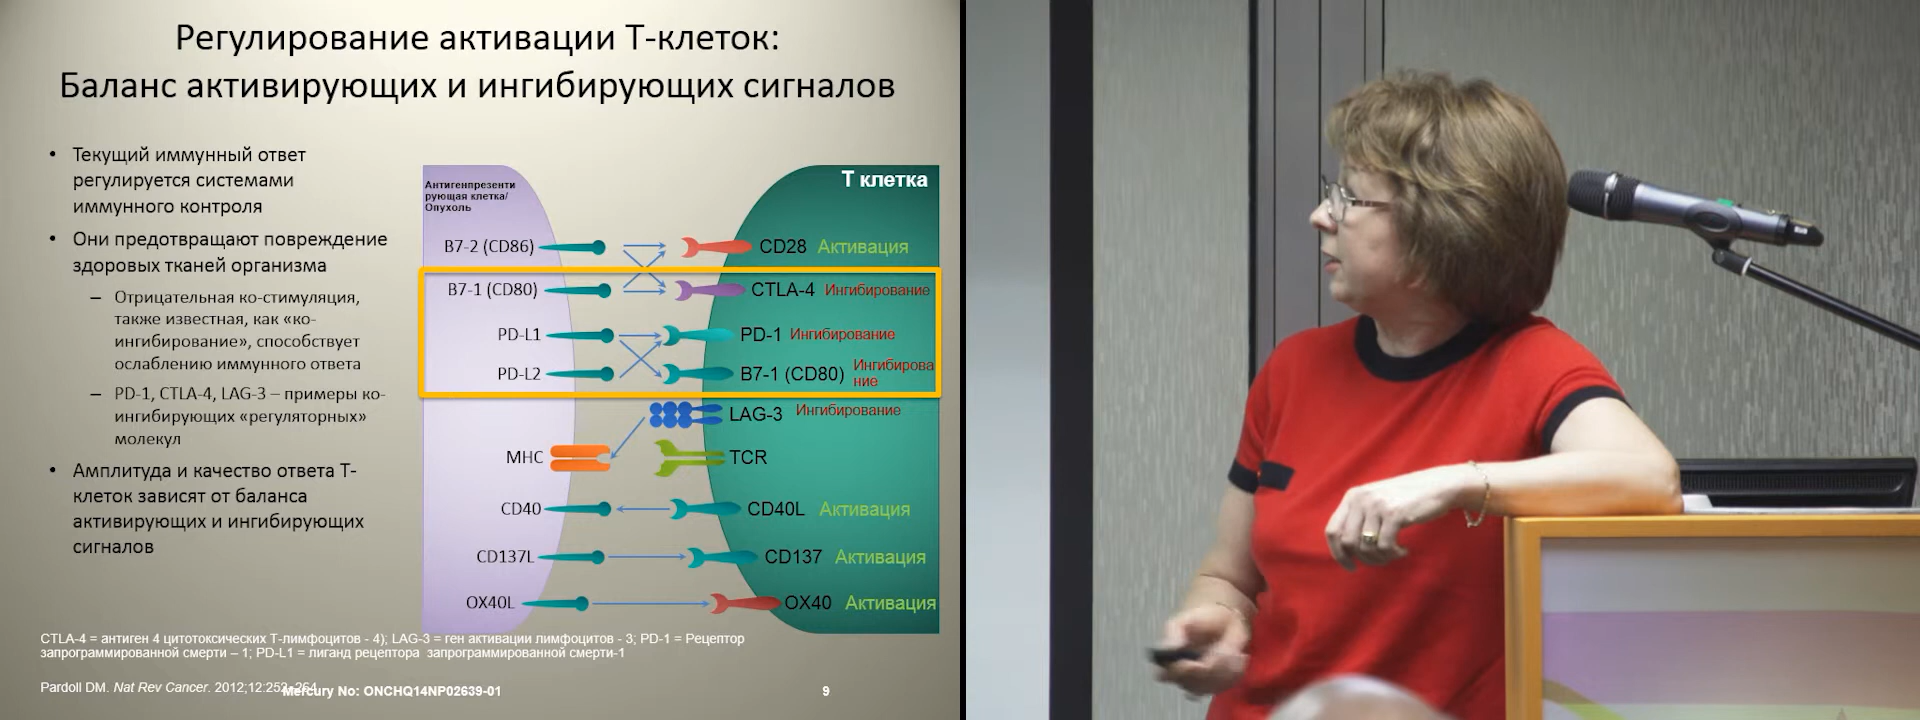 Регулирование активации Т-клеток:
Баланс активирующих и ингибирующих сигналов
• Текущий иммунный ответ
регулируется системами
иммунного контроля
• Они предотвращают повреждение
здоровых тканей организма
– Отрицательная ко-стимуляция,
также известная, как «ко-
ингибирование», способствует
ослаблению иммунного ответа
– PD-1, CTLA-4, LAG-3 – примеры ко-
ингибирующих «регуляторных»
молекул
• Амплитуда и качество ответа Т-
клеток зависят от баланса
активирующих и ингибирующих
сигналов
Антигенпрезенти
рующая клетка/
Опухоль
Т клетка
B7-2 (CD86) CD28 Активация
B7-1 (CD80) CTLA-4 Ингибирование
PD-L1 PD-1 Ингибирование
PD-L2 B7-1 (CD80) Ингибирова
ние
LAG-3 Ингибирование
MHC TCR
CD40 CD40L Активация
CD137L CD137 Активация
OX40L OX40 Активация
CTLA-4 = антиген 4 цитотоксических Т-лимфоцитов - 4); LAG-3 = ген активации лимфоцитов - 3; PD-1 = Рецептор
запрограммированной смерти – 1; PD-L1 = лиганд рецептора запрограммированной смерти-1
Pardoll DM. Nat Rev Cancer. 2012;12:252-264.
Mercury No: ONCHQ14NP02639-01
9